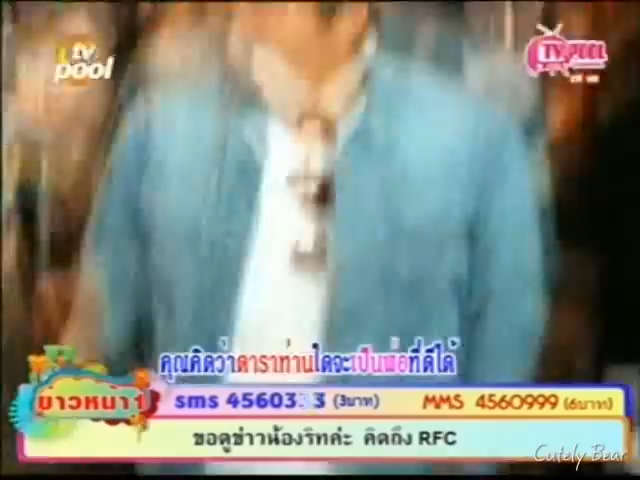 tv pool
TV POOL
คุณคิดว่าดาราท่านใดจะเป็นพ่อที่ดีได้
ข่าวหน้า 1
sms 4560333 (3บาท) MMS 4560999 (6บาท)
ขอดูข่าวน้องริทค่ะ คิดถึง RFC
Cutely Bear